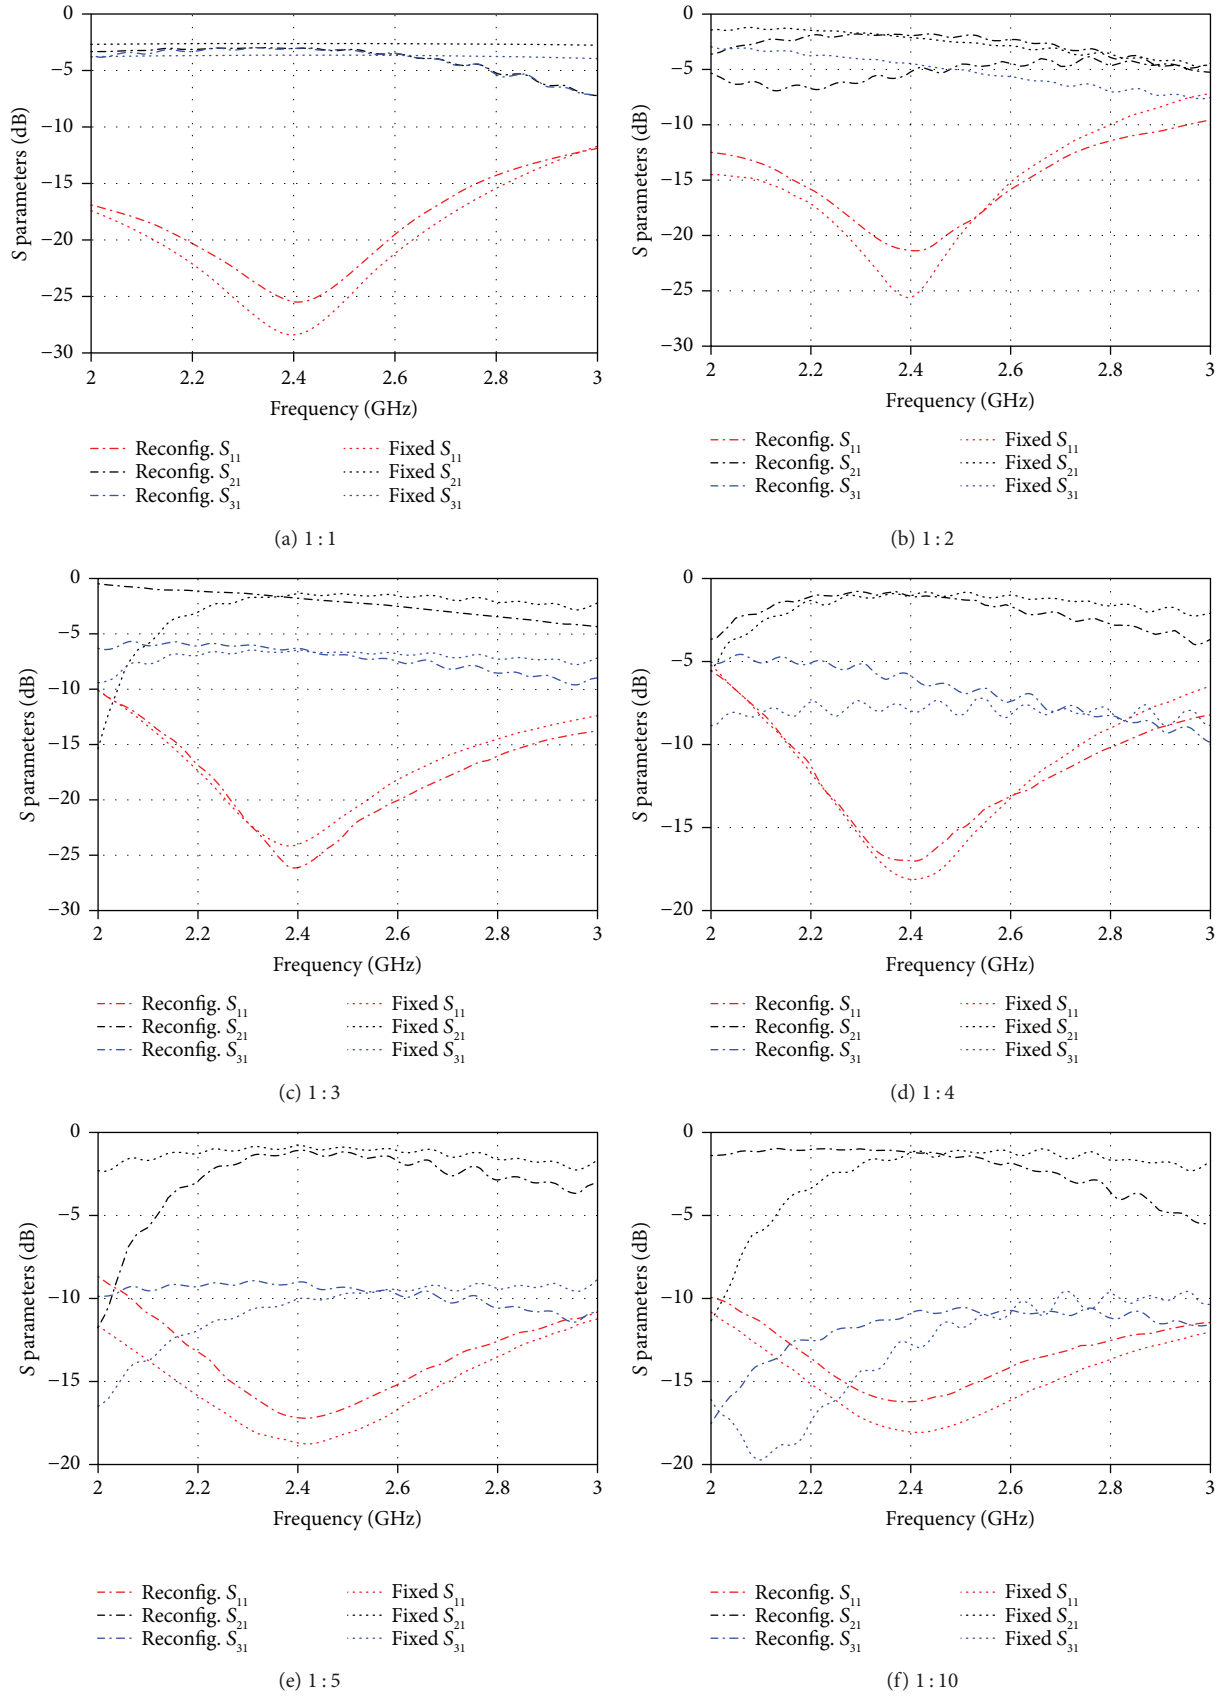 0
−5
−10
−15
−20
−25
−30
S parameters (dB)
2 2.2 2.4 2.6 2.8 3
Frequency (GHz)
Reconfig. S11 Fixed S11
Reconfig. S21 Fixed S21
Reconfig. S31 Fixed S31
(a) 1 : 1
0
−5
−10
−15
−20
−25
−30
S parameters (dB)
2 2.2 2.4 2.6 2.8 3
Frequency (GHz)
Reconfig. S11 Fixed S11
Reconfig. S21 Fixed S21
Reconfig. S31 Fixed S31
(b) 1 : 2
0
−5
−10
−15
−20
−25
−30
S parameters (dB)
2 2.2 2.4 2.6 2.8 3
Frequency (GHz)
Reconfig. S11 Fixed S11
Reconfig. S21 Fixed S21
Reconfig. S31 Fixed S31
(c) 1 : 3
0
−5
−10
−15
−20
S parameters (dB)
2 2.2 2.4 2.6 2.8 3
Frequency (GHz)
Reconfig. S11 Fixed S11
Reconfig. S21 Fixed S21
Reconfig. S31 Fixed S31
(d) 1 : 4
0
−5
−10
−15
−20
S parameters (dB)
2 2.2 2.4 2.6 2.8 3
Frequency (GHz)
Reconfig. S11 Fixed S11
Reconfig. S21 Fixed S21
Reconfig. S31 Fixed S31
(e) 1 : 5
0
−5
−10
−15
−20
S parameters (dB)
2 2.2 2.4 2.6 2.8 3
Frequency (GHz)
Reconfig. S11 Fixed S11
Reconfig. S21 Fixed S21
Reconfig. S31 Fixed S31
(f) 1 : 10